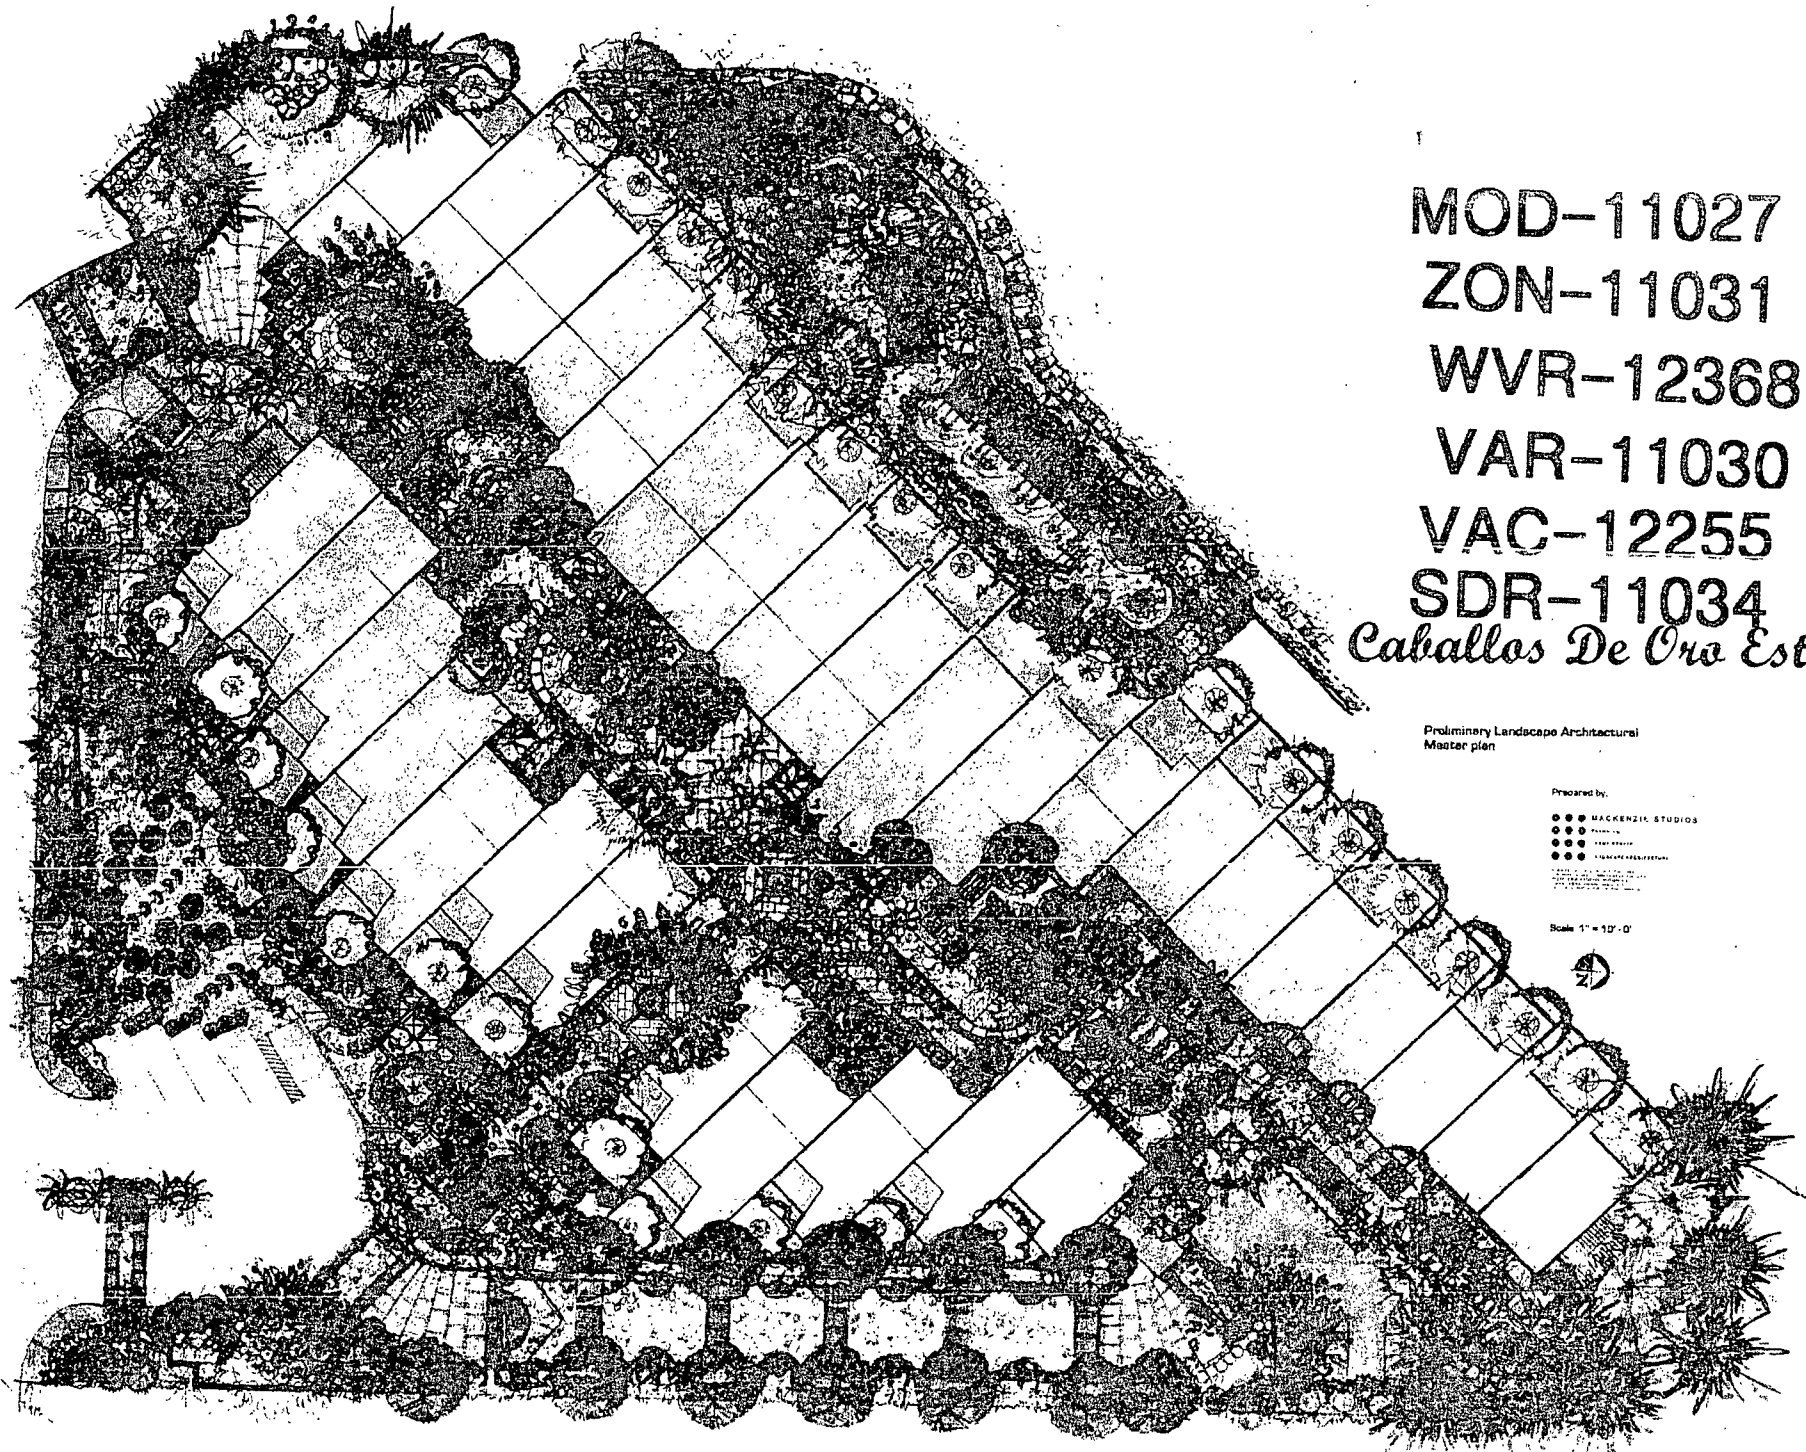 MOD-11027
ZON-11031
WVR-12368
VAR-11030
VAC-12255
SDR-11034
Caballos De Oro Est
Preliminary Landscape Architectural
Master plan
Prepared by:
MACKENZIE STUDIOS
Scale 1" = 10'-0"